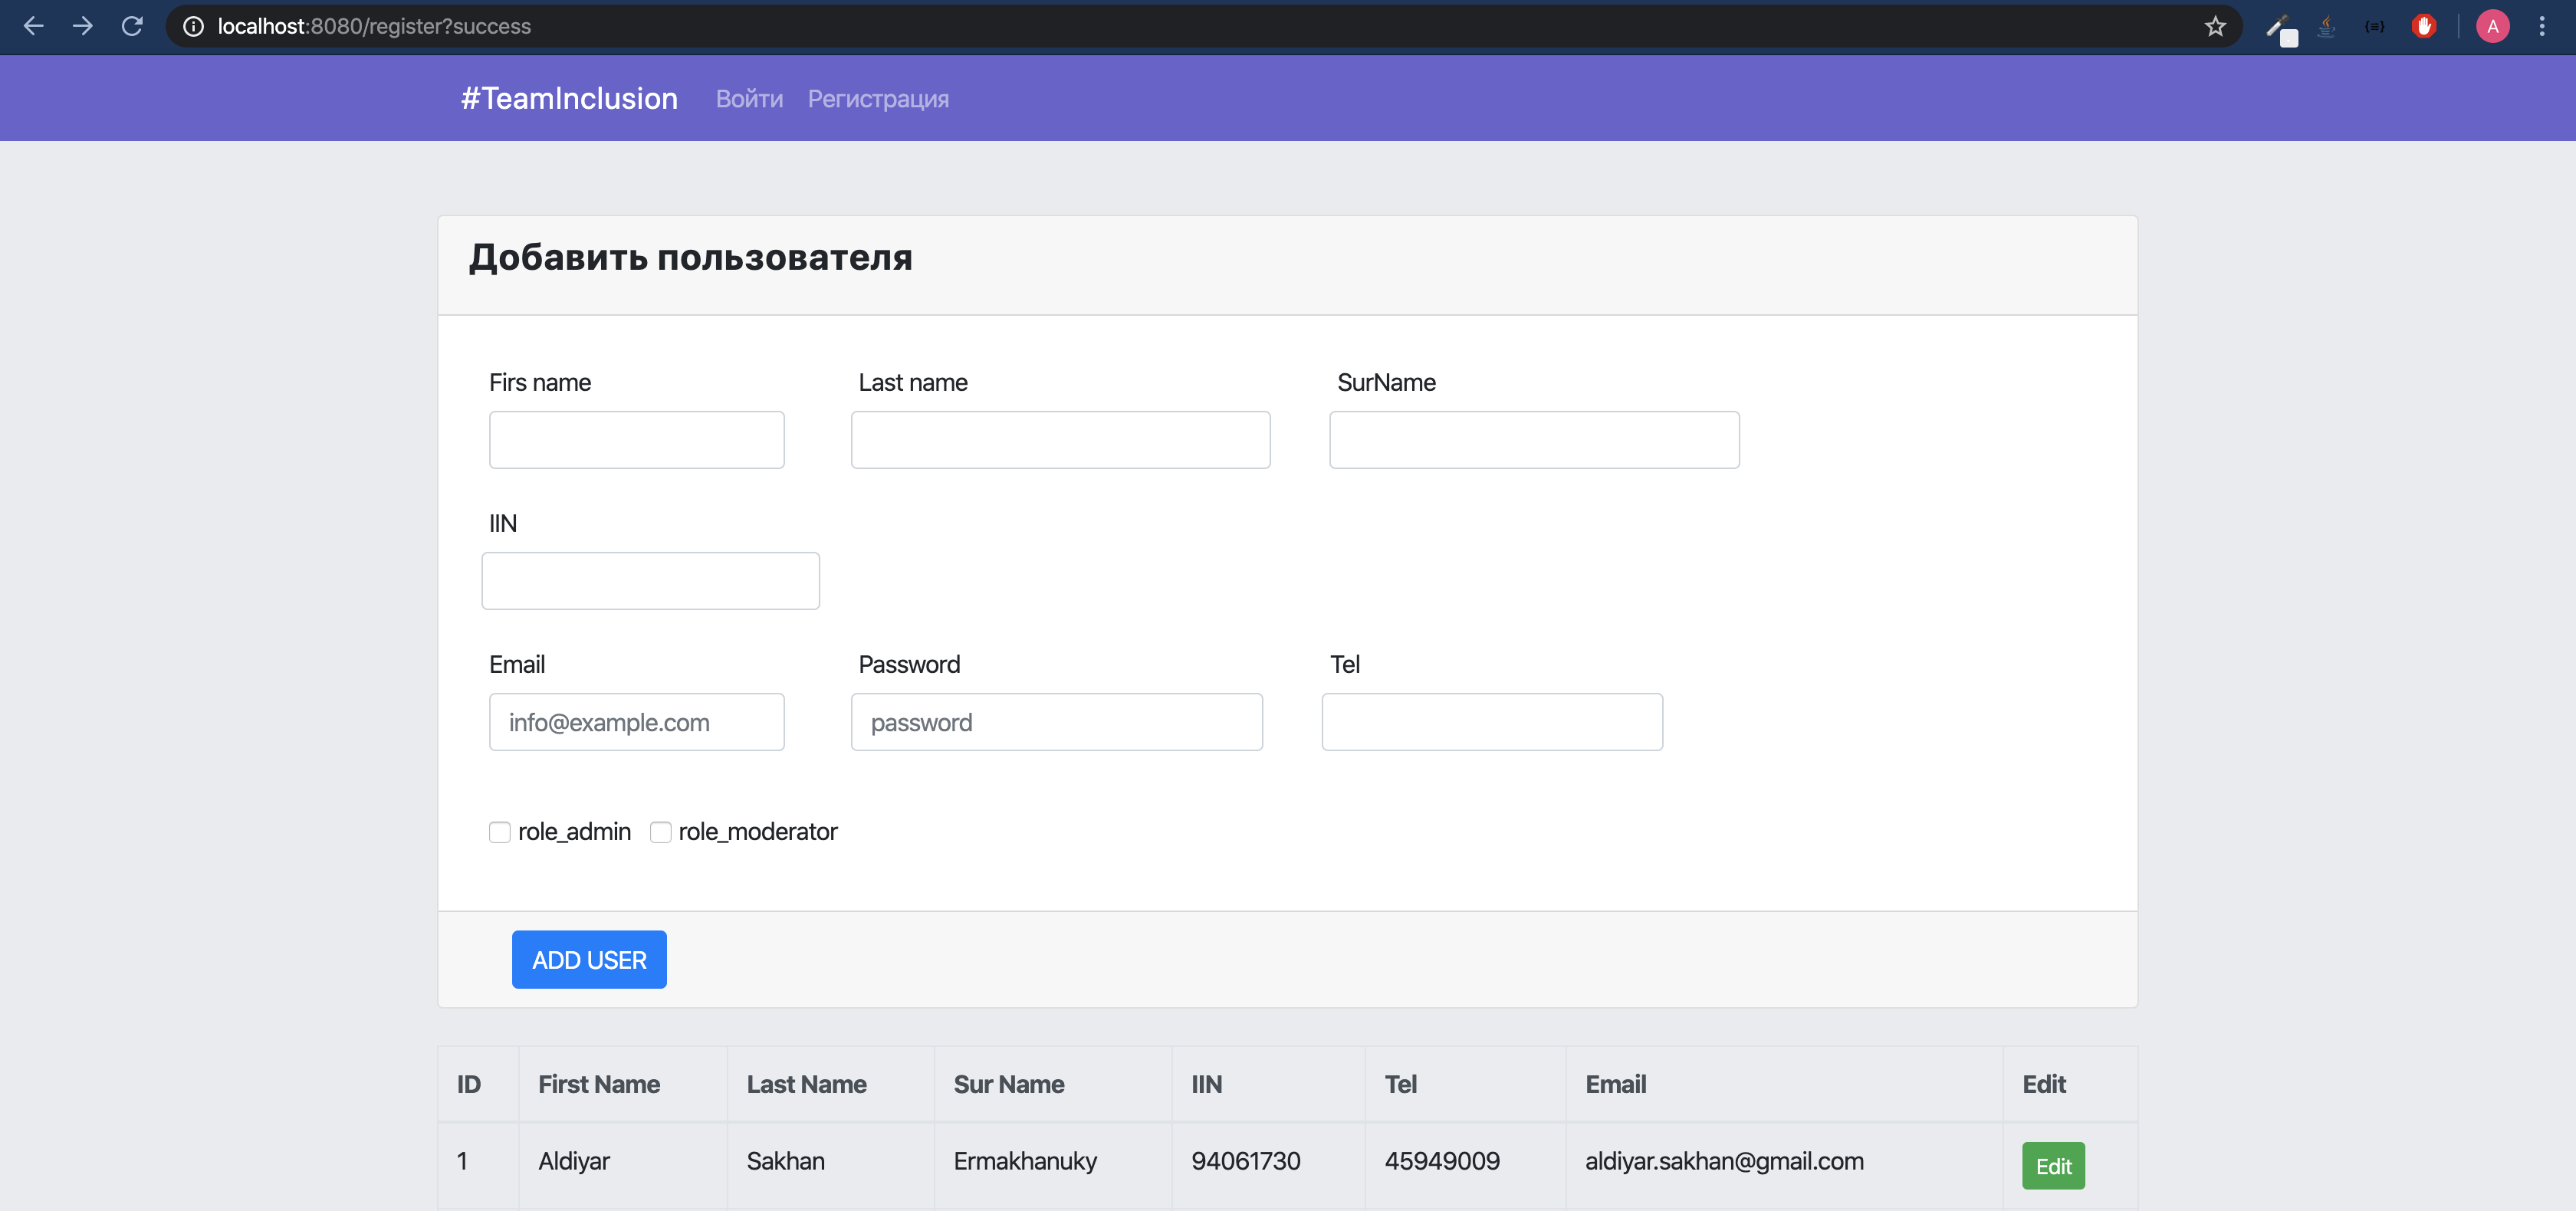 localhost:8080/register?success
A
#TeamInclusion Войти Регистрация
Добавить пользователя
Firs name Last name SurName
IIN
Email Password Tel
info@example.com password
role_admin role_moderator
ADD USER
ID First Name Last Name Sur Name IIN Tel Email Edit
1 Aldiyar Sakhan Ermakhanuky 94061730 45949009 aldiyar.sakhan@gmail.com Edit